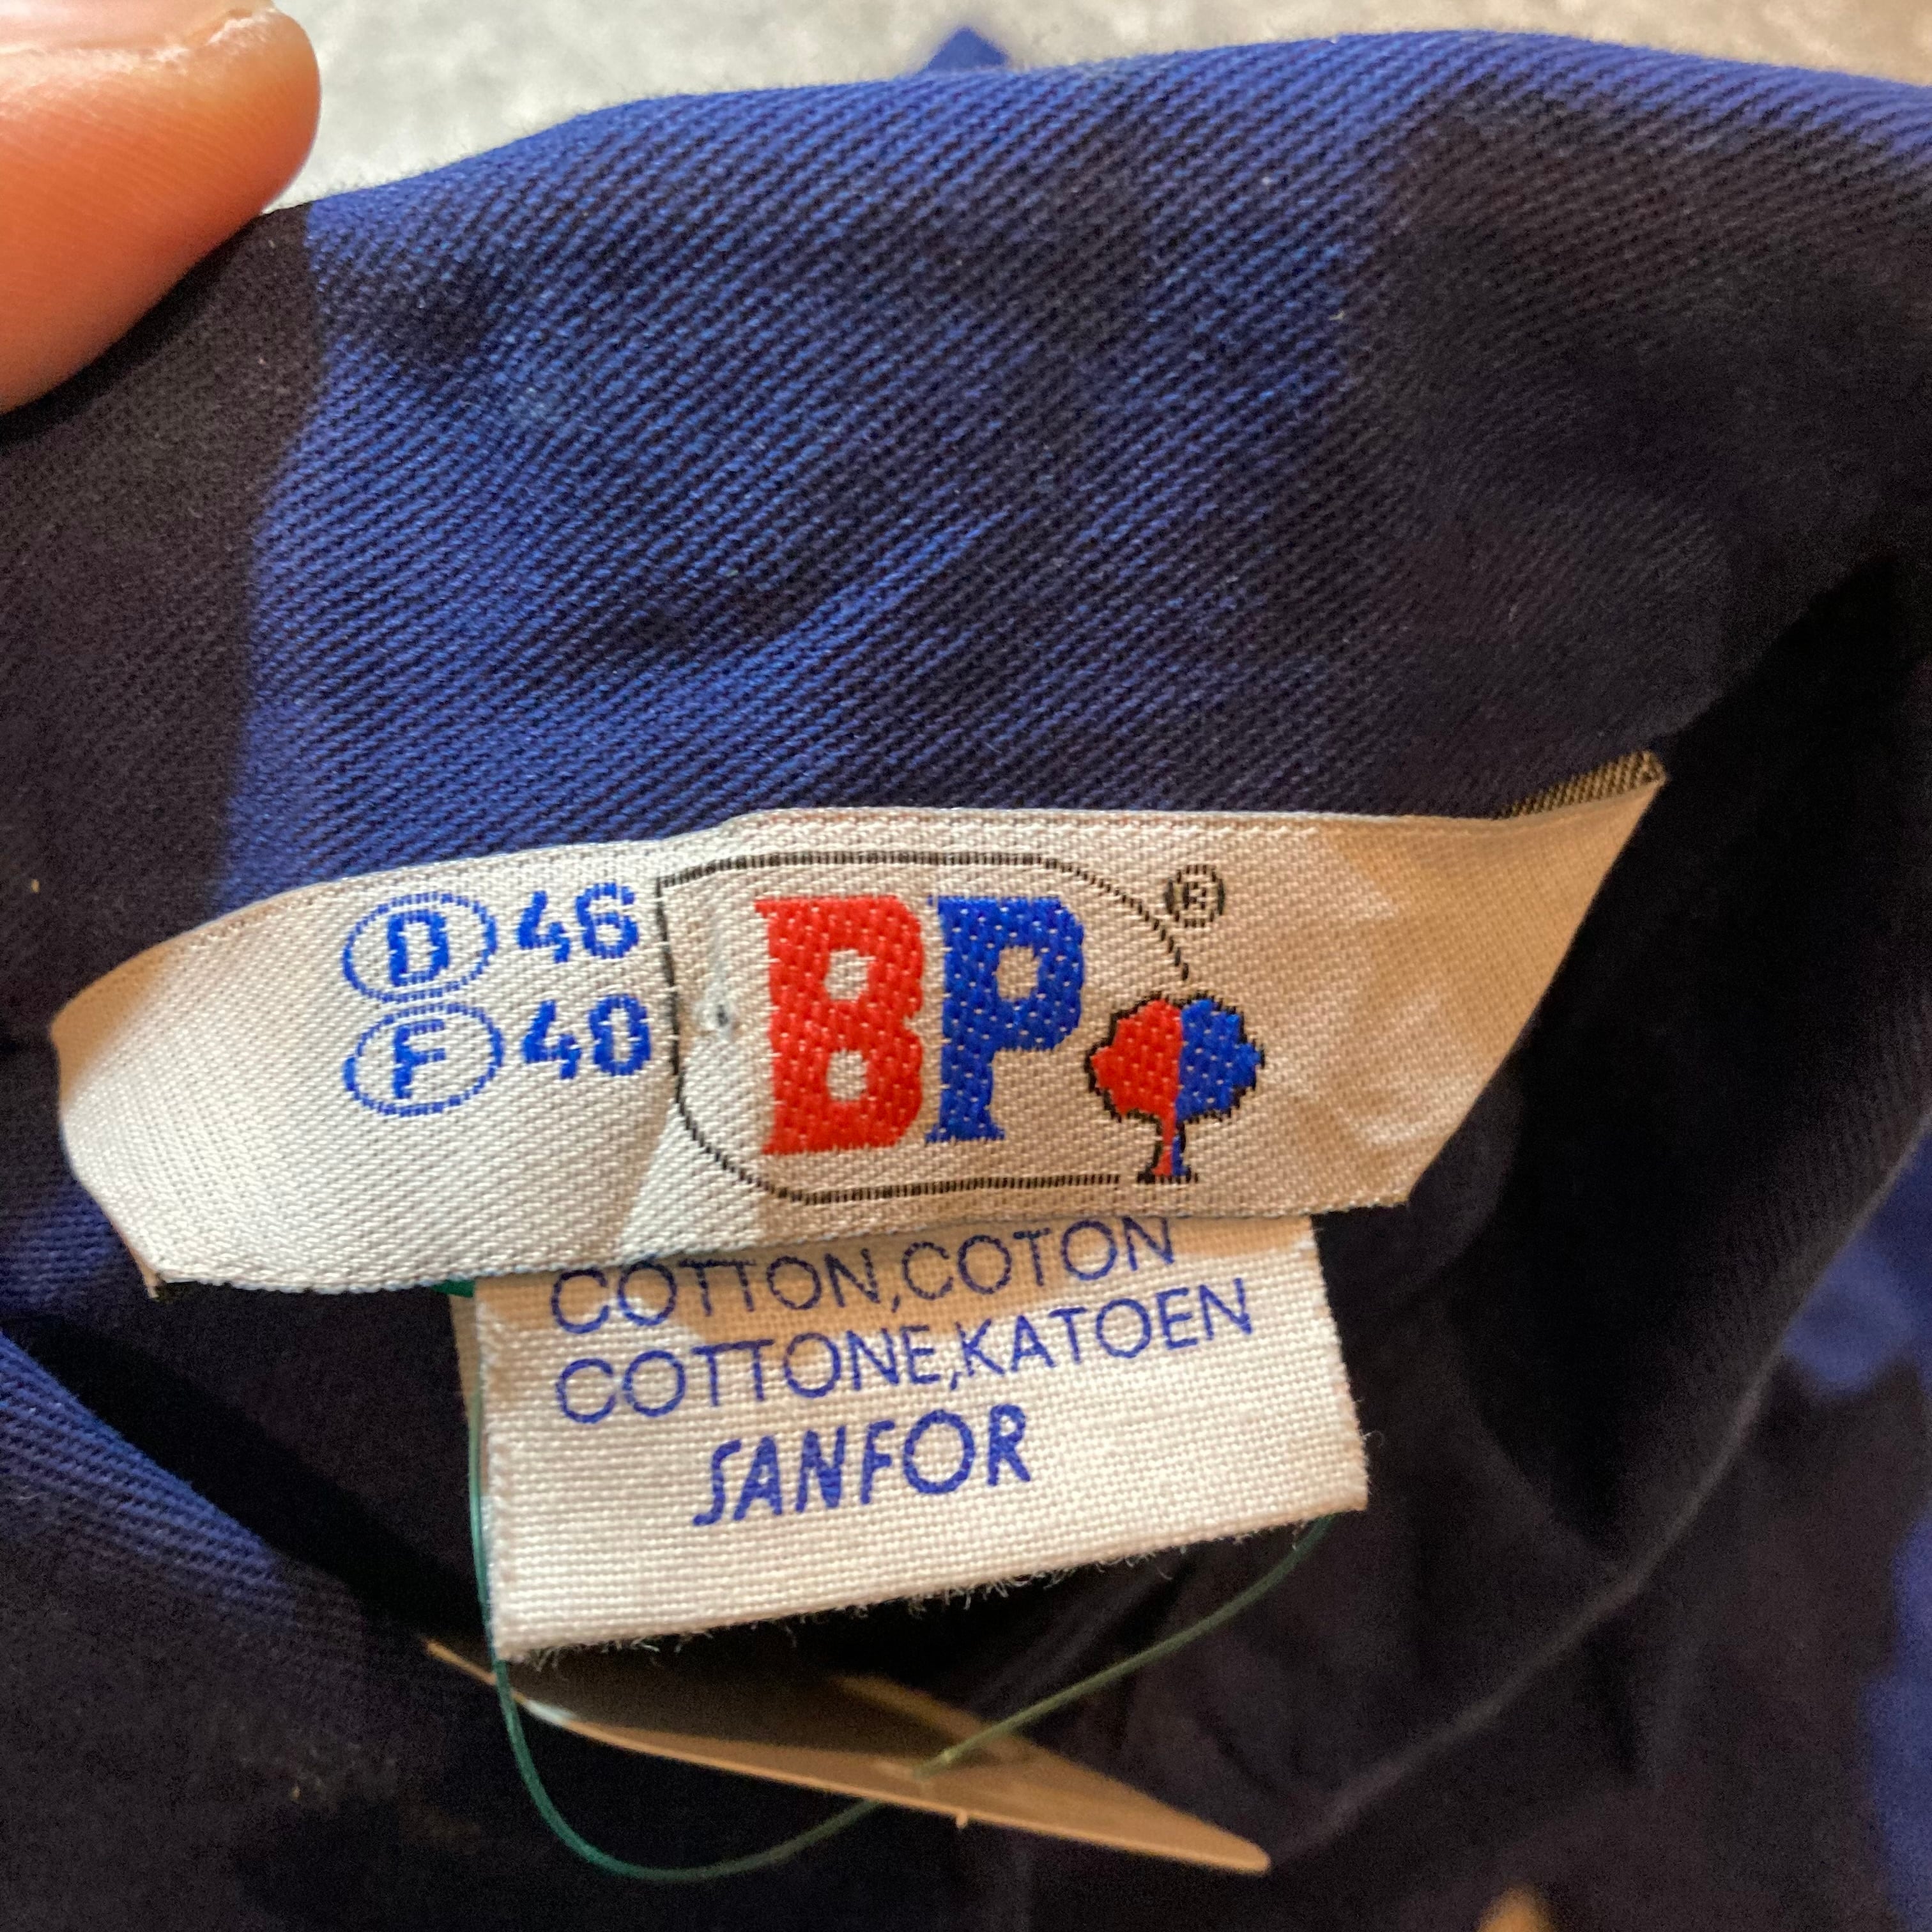 D 46
F 40
BP ®
COTTON,COTON
COTTONE,KATOEN
SANFOR